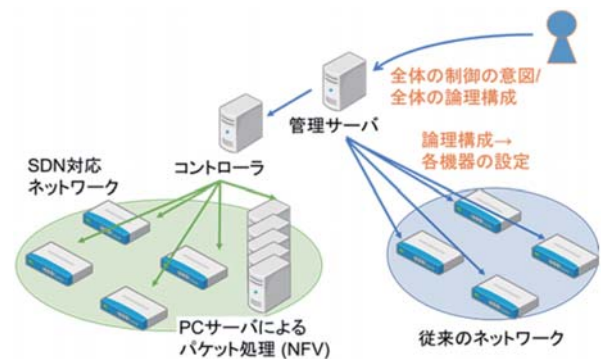 全体の制御の意図/
全体の論理構成
管理サーバ
論理構成→
各機器の設定
コントローラ
SDN対応
ネットワーク
PCサーバによる
パケット処理 (NFV)
従来のネットワーク